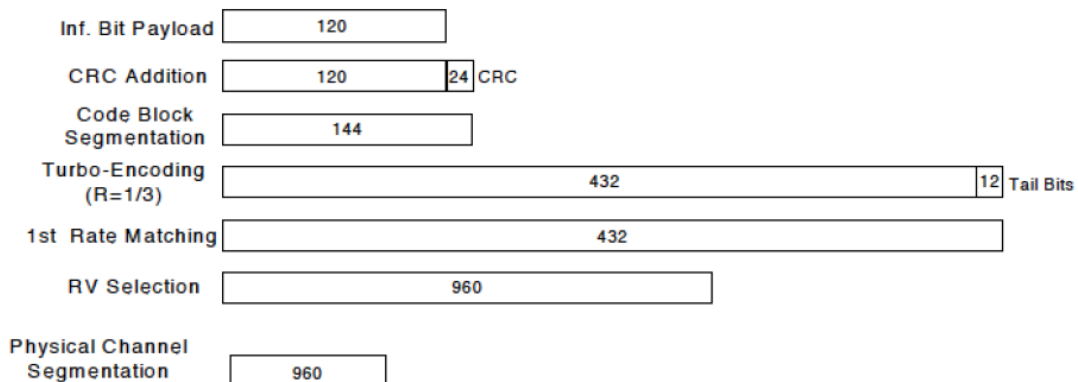 Inf. Bit Payload 120
CRC Addition 120 24 CRC
Code Block
Segmentation 144
Turbo-Encoding
(R=1/3) 432 12 Tail Bits
1st Rate Matching 432
RV Selection 960
Physical Channel
Segmentation 960